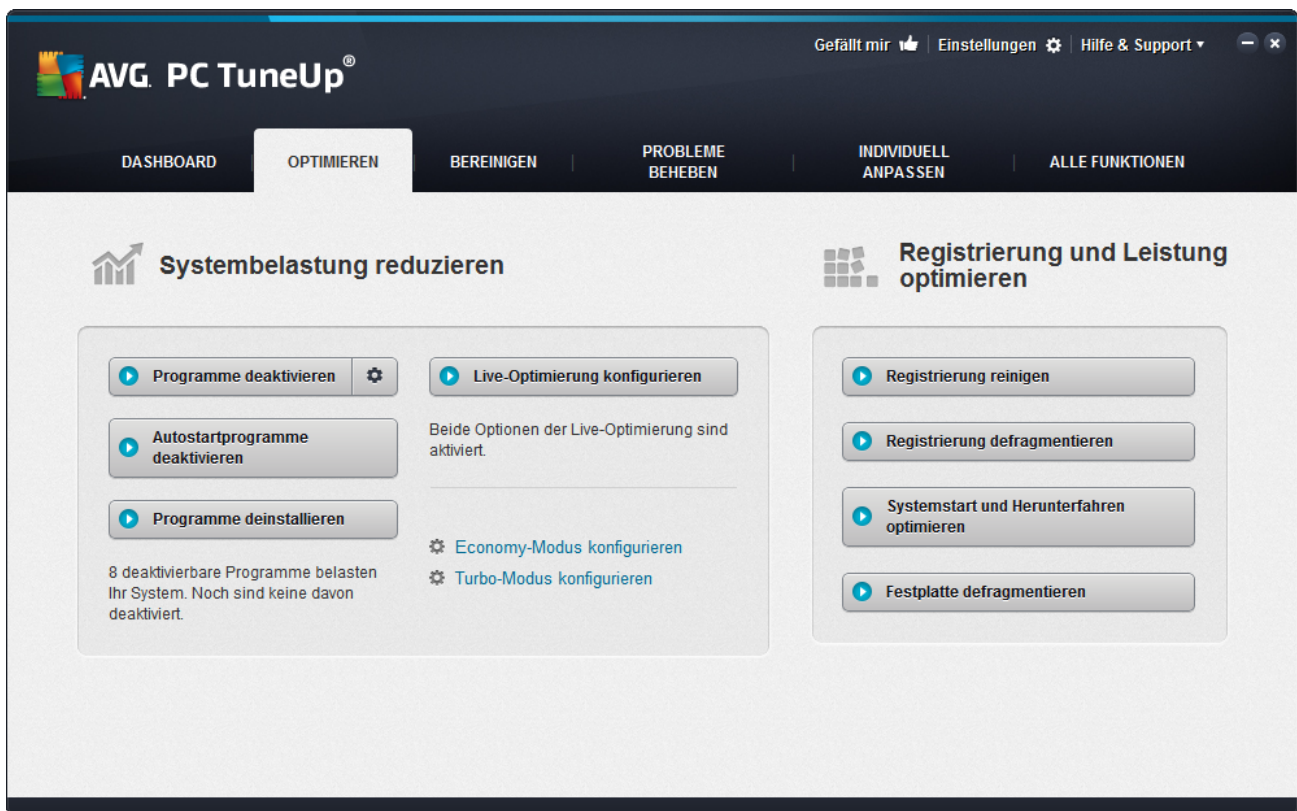 Gefällt mir | Einstellungen | Hilfe & Support
AVG. PC TuneUp®
DASHBOARD
OPTIMIEREN
BEREINIGEN
PROBLEME
BEHEBEN
INDIVIDUELL
ANPASSEN
ALLE FUNKTIONEN
Systembelastung reduzieren
Programme deaktivieren
Autostartprogramme
deaktivieren
Programme deinstallieren
8 deaktivierbare Programme belasten
Ihr System. Noch sind keine davon
deaktiviert.
Live-Optimierung konfigurieren
Beide Optionen der Live-Optimierung sind
aktiviert.
Economy-Modus konfigurieren
Turbo-Modus konfigurieren
Registrierung und Leistung
optimieren
Registrierung reinigen
Registrierung defragmentieren
Systemstart und Herunterfahren
optimieren
Festplatte defragmentieren